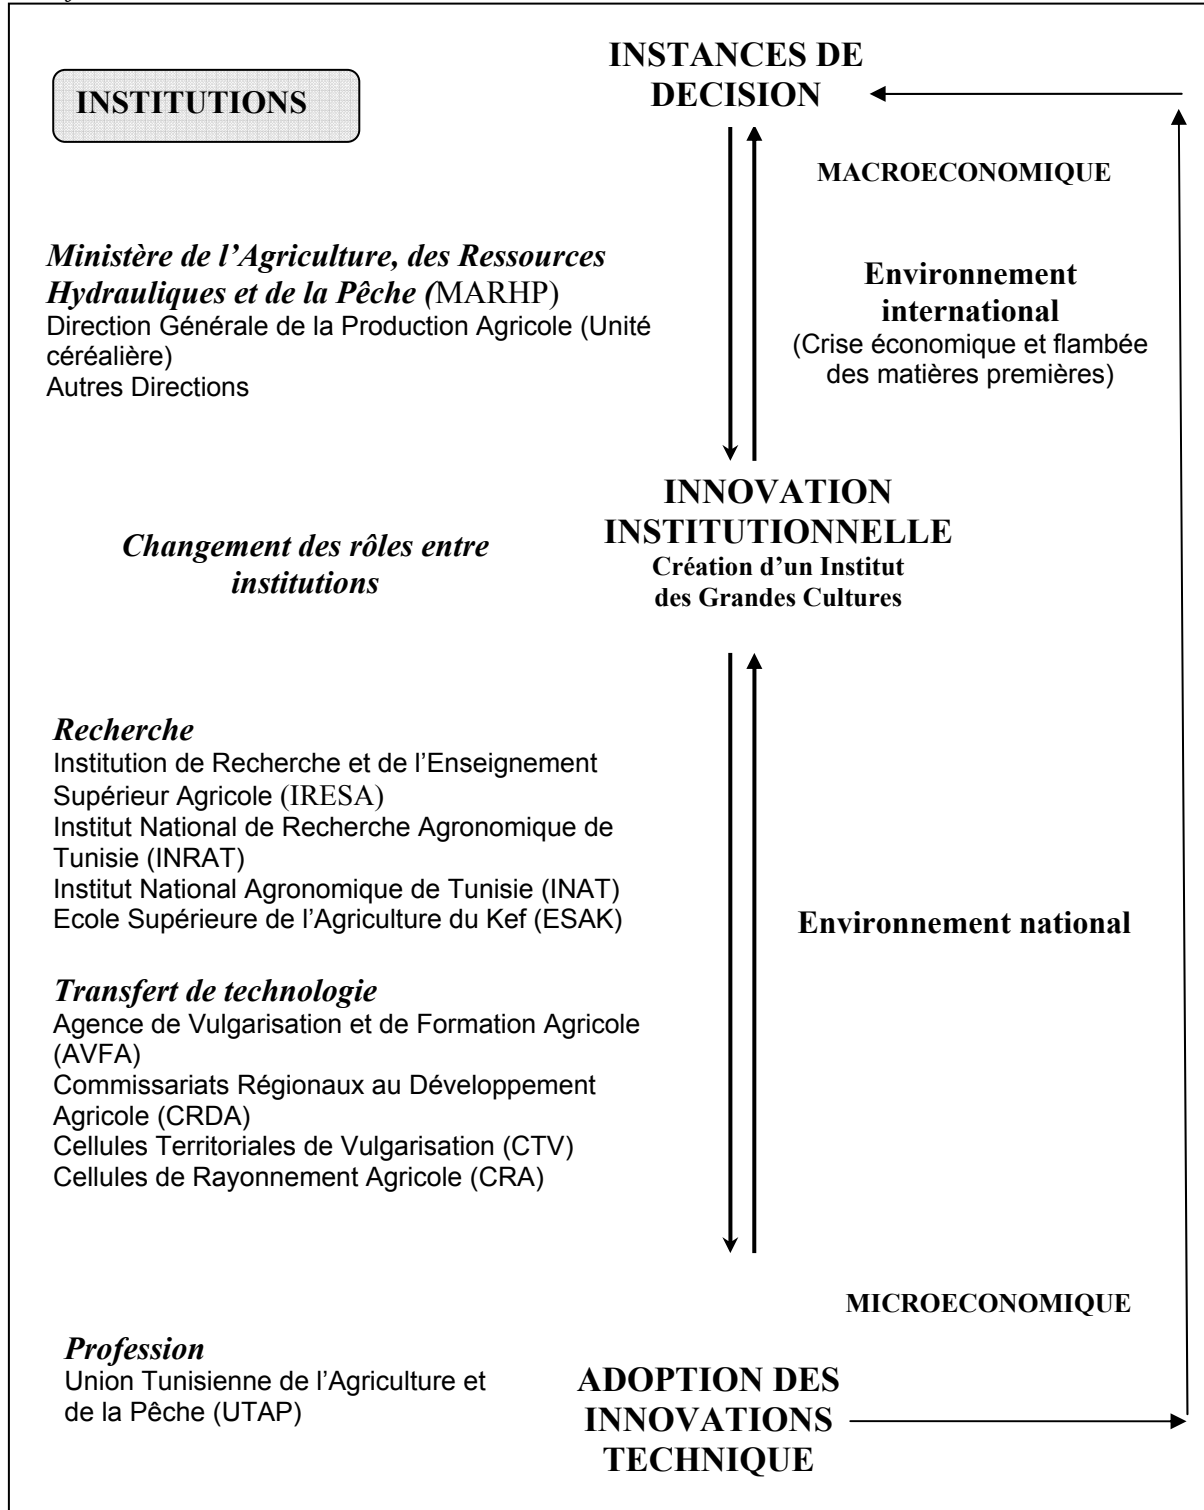 INSTITUTIONS
INSTANCES DE
DECISION
MACROECONOMIQUE
Ministère de l’Agriculture, des Ressources
Hydrauliques et de la Pêche (MARHP)
Direction Générale de la Production Agricole (Unité
céréalière)
Autres Directions
Environnement
international
(Crise économique et flambée
des matières premières)
INNOVATION
INSTITUTIONNELLE
Création d’un Institut
des Grandes Cultures
Changement des rôles entre
institutions
Recherche
Institution de Recherche et de l’Enseignement
Supérieur Agricole (IRESA)
Institut National de Recherche Agronomique de
Tunisie (INRAT)
Institut National Agronomique de Tunisie (INAT)
Ecole Supérieure de l’Agriculture du Kef (ESAK)
Environnement national
Transfert de technologie
Agence de Vulgarisation et de Formation Agricole
(AVFA)
Commissariats Régionaux au Développement
Agricole (CRDA)
Cellules Territoriales de Vulgarisation (CTV)
Cellules de Rayonnement Agricole (CRA)
MICROECONOMIQUE
Profession
Union Tunisienne de l’Agriculture et
de la Pêche (UTAP)
ADOPTION DES
INNOVATIONS
TECHNIQUE